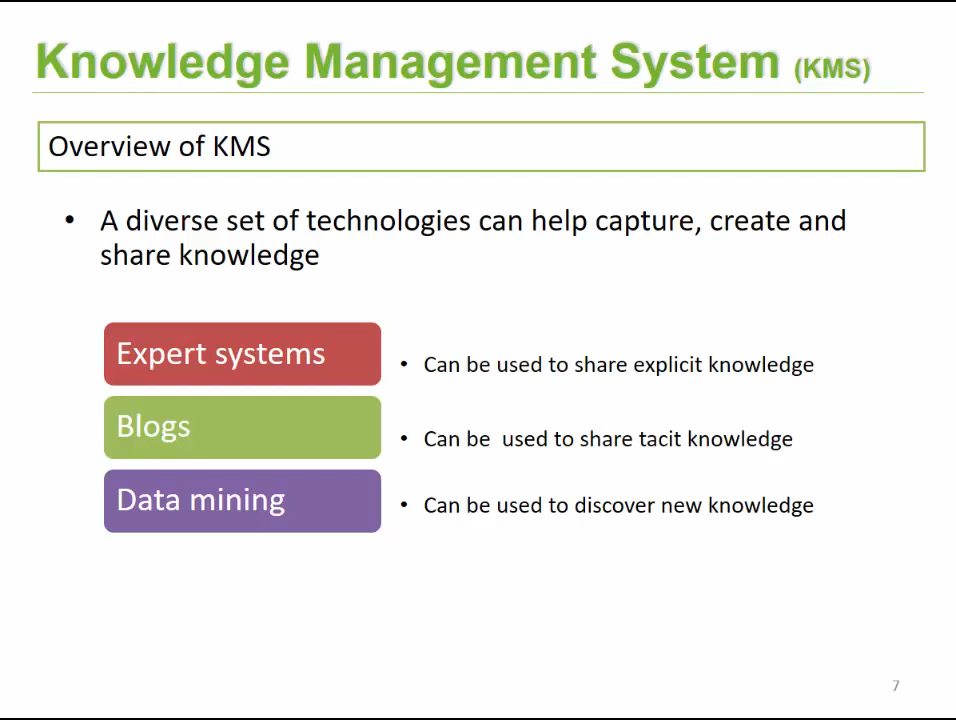 Knowledge Management System (KMS)
Overview of KMS
• A diverse set of technologies can help capture, create and
share knowledge
Expert systems
• Can be used to share explicit knowledge
Blogs
• Can be  used to share tacit knowledge
Data mining
• Can be used to discover new knowledge
7